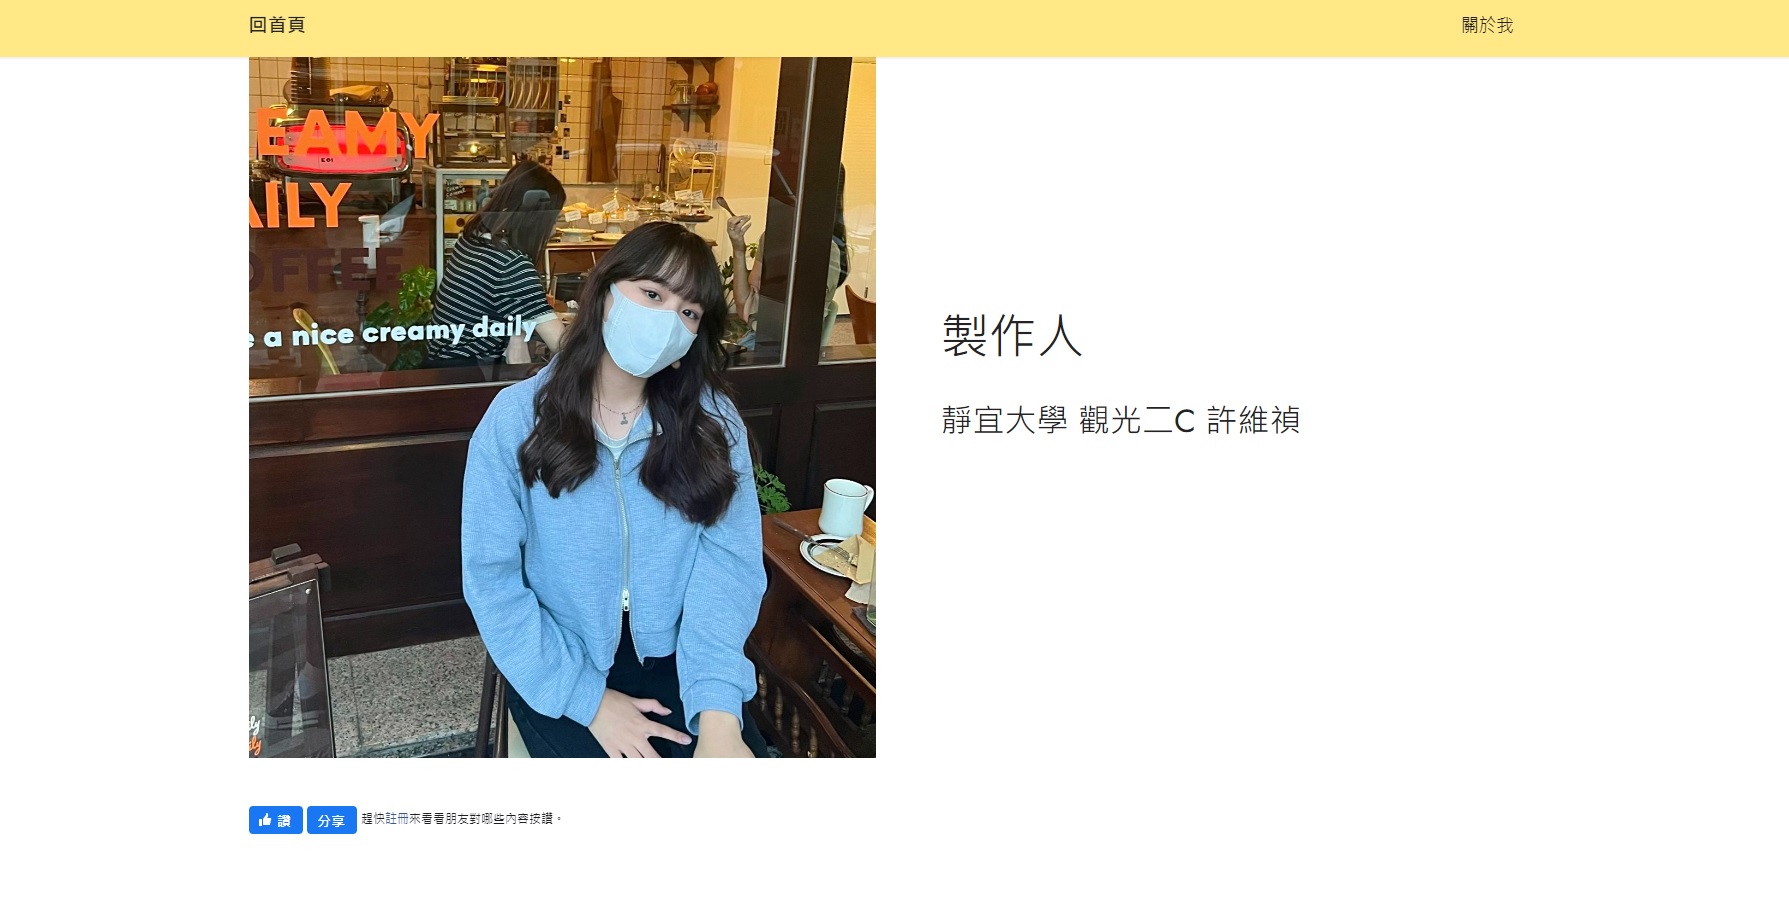 回首頁
關於我
EAMY
AILY
OFFEE
e a nice creamy daily
製作人
靜宜大學 觀光二C 許維禎
讚 分享 趕快註冊來看看朋友對哪些內容按讚。